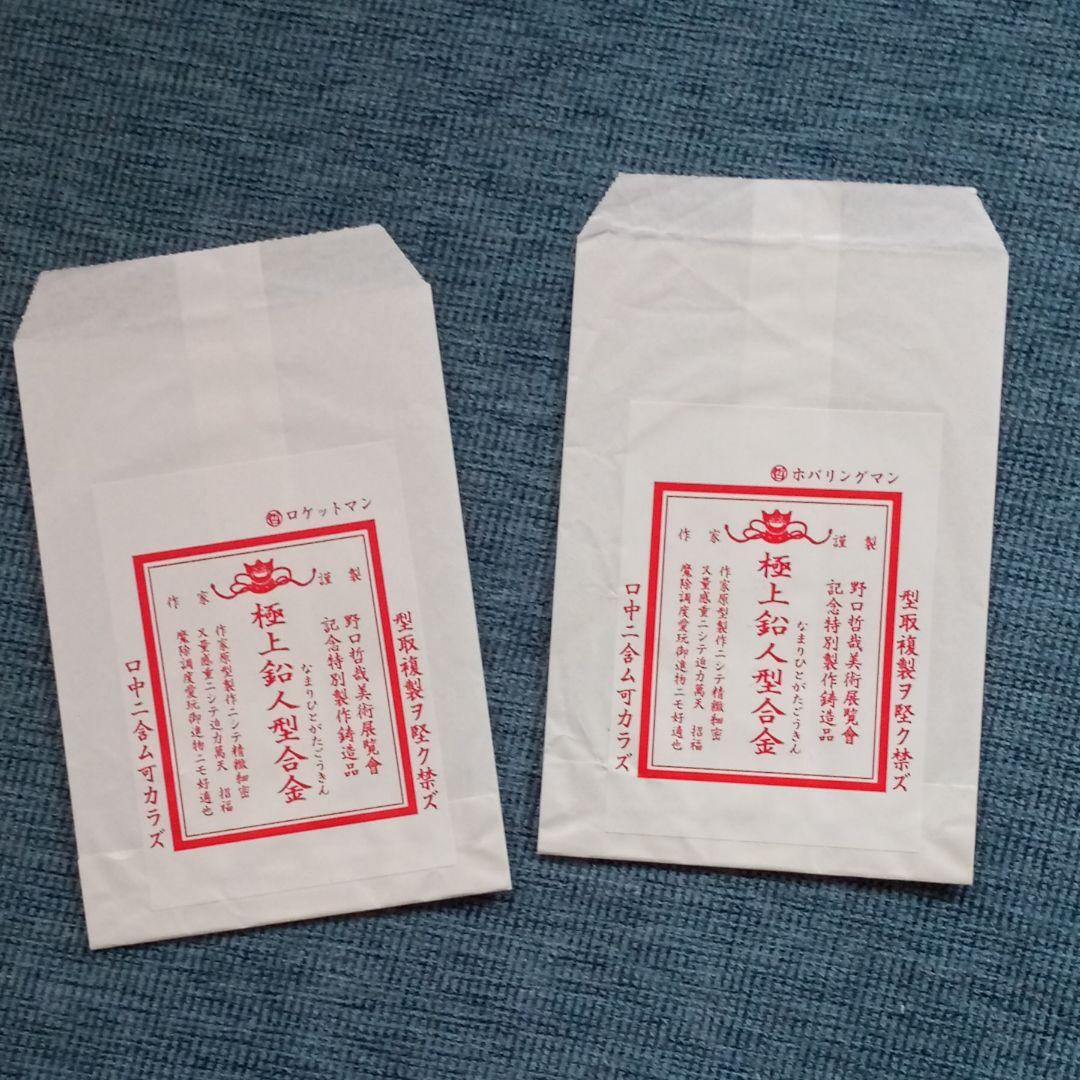 哲 ロケットマン
型取複製ヲ堅ク禁ズ
作家謹製
野口哲哉美術展覧會
記念特別製作鋳造品
なまりひとがたごうきん
極上鉛人型合金
作家原型製作ニシテ精緻細密
又量感重ニシテ迫力萬天 招福
魔除調度愛玩御進物ニモ好適也
口中ニ含ム可カラズ
哲 ホバリングマン
型取複製ヲ堅ク禁ズ
作家謹製
野口哲哉美術展覧會
記念特別製作鋳造品
なまりひとがたごうきん
極上鉛人型合金
作家原型製作ニシテ精緻細密
又量感重ニシテ迫力萬天 招福
魔除調度愛玩御進物ニモ好適也
口中ニ含ム可カラズ